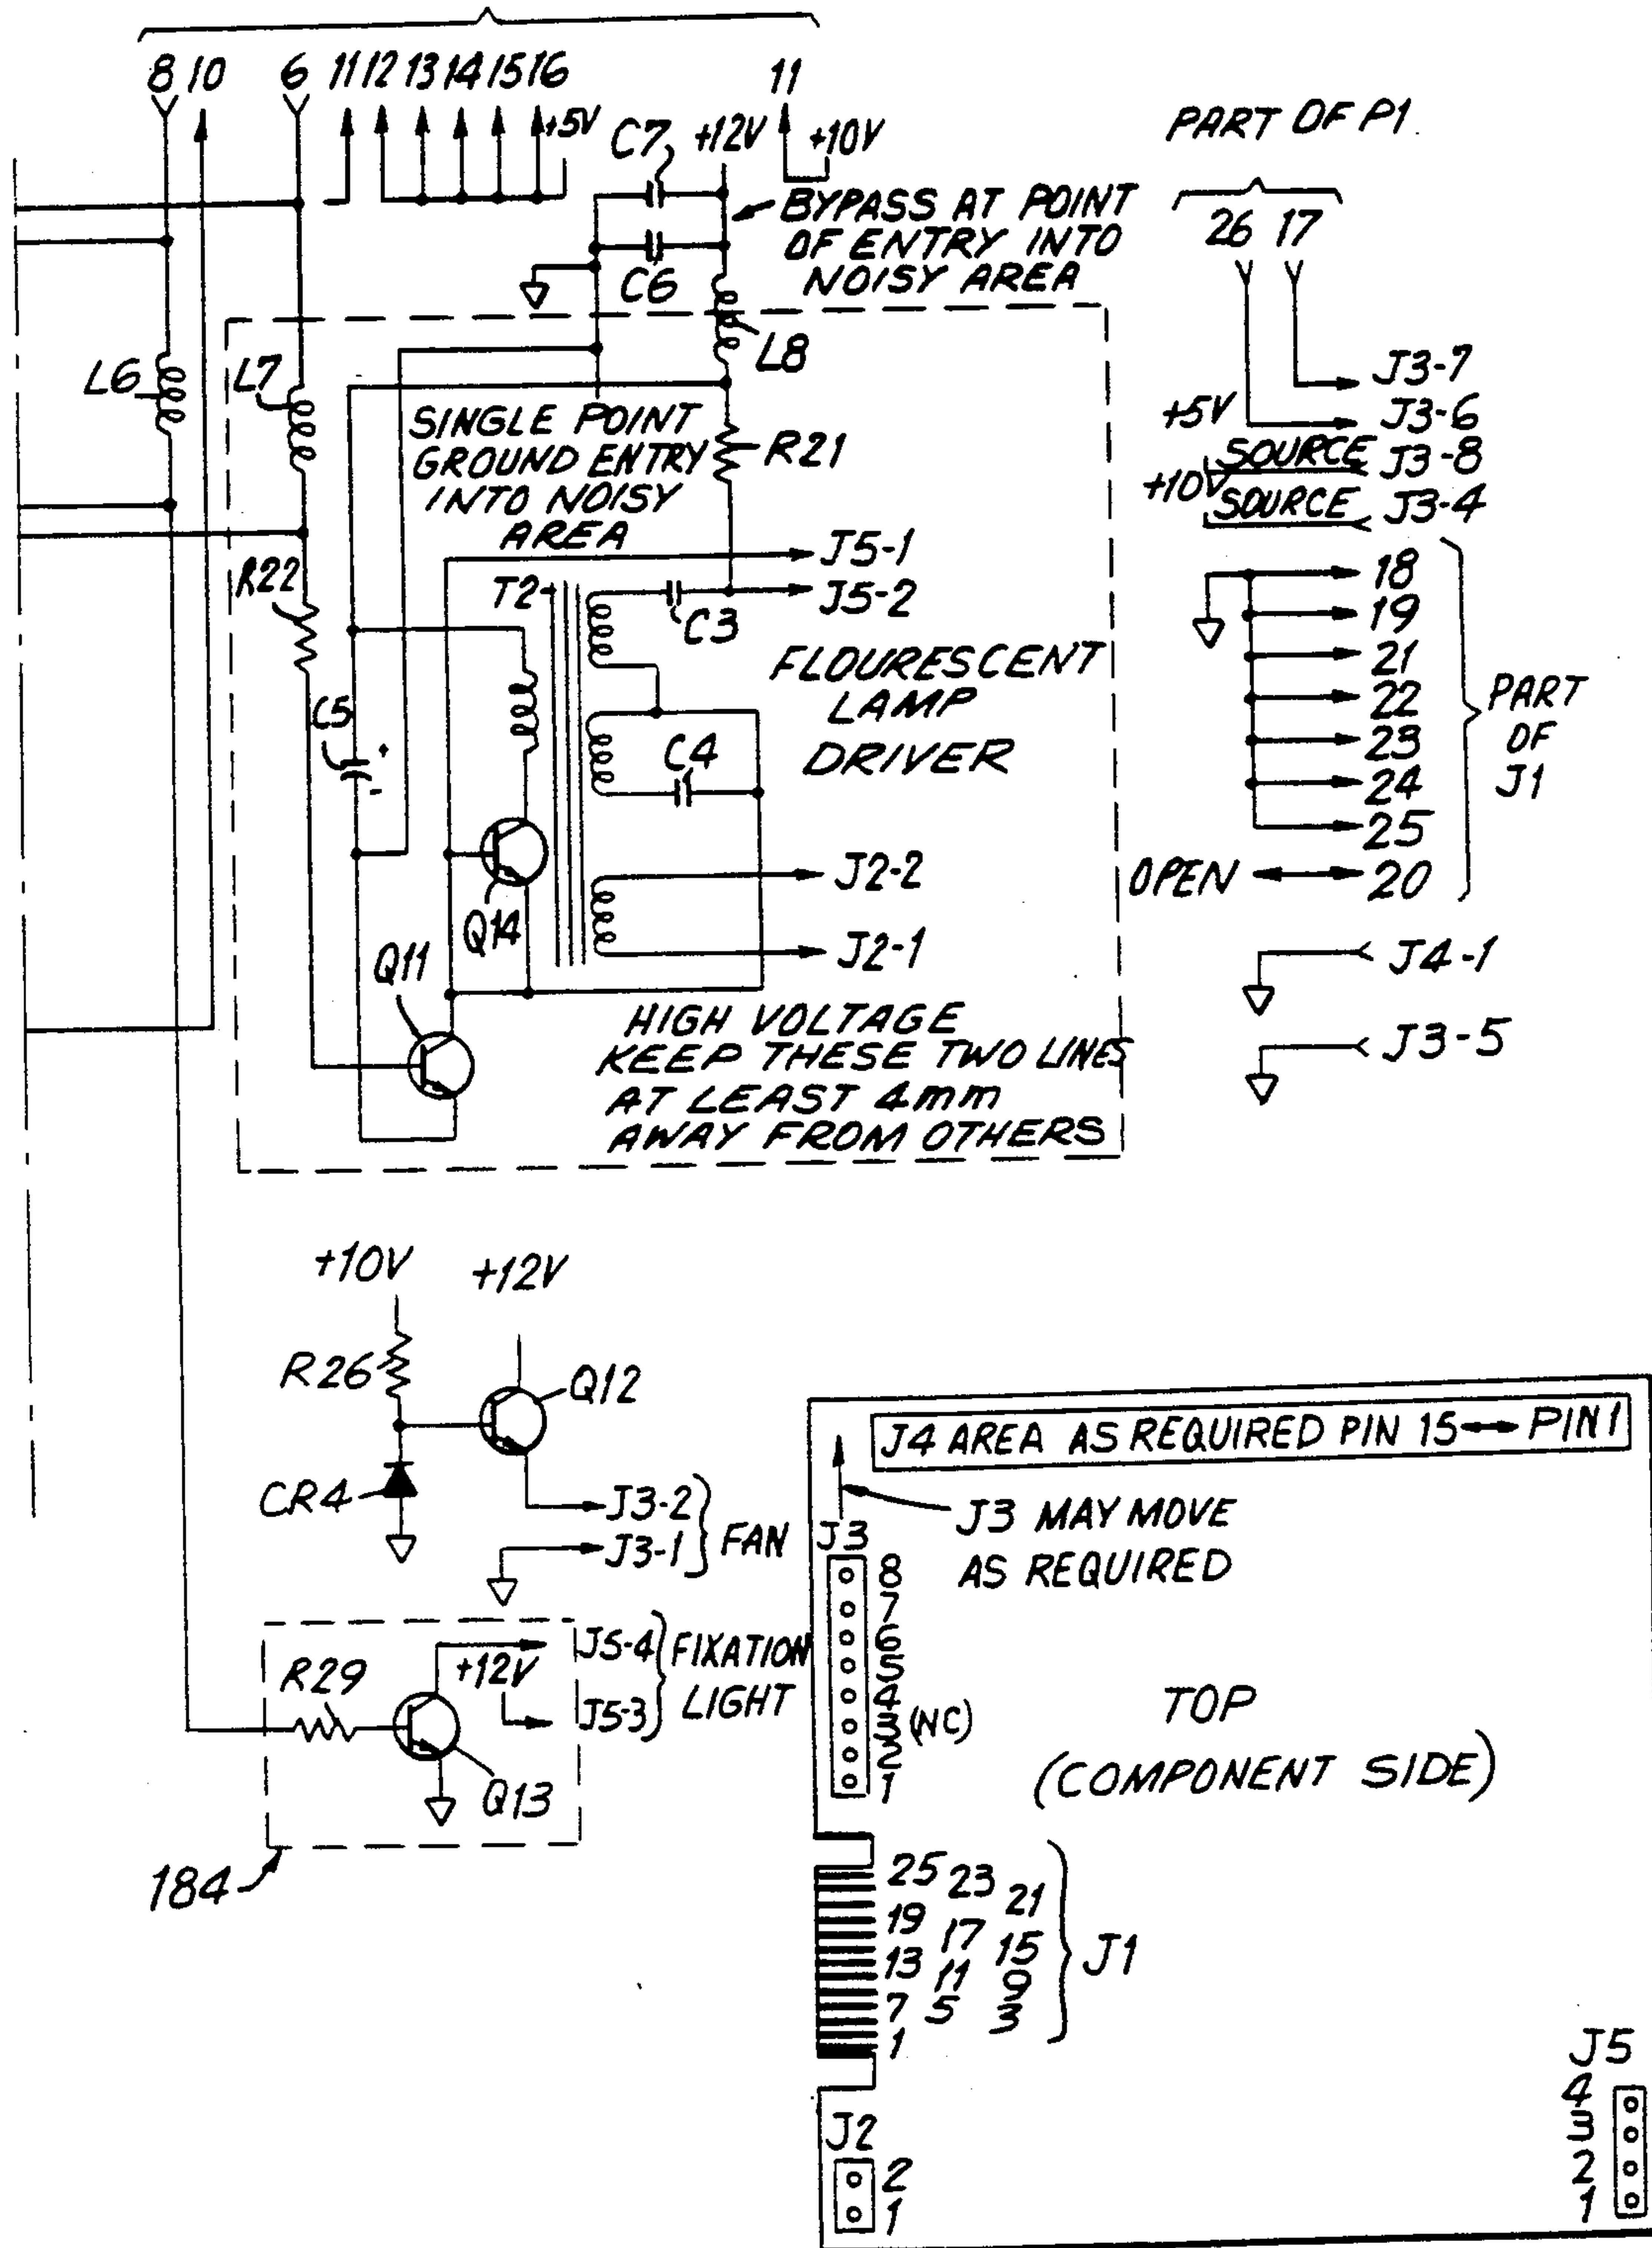 8 10 6 11 12 13 14 15 16 11
+5V
C7
+12V
+10V
PART OF P1
BYPASS AT POINT
OF ENTRY INTO
NOISY AREA
C6
26 17
L6
L7
L8
SINGLE POINT
GROUND ENTRY
INTO NOISY
AREA
R21
J3-7
+5V
J3-6
SOURCE J3-8
+10V
SOURCE J3-4
R22
J5-1
T2
J5-2
C3
FLOURESCENT
LAMP
DRIVER
C5
+
-
C4
18
19
21
22
23
24
25
OPEN 20
PART
OF
J1
Q14
J2-2
J2-1
Q11
J4-1
J3-5
HIGH VOLTAGE
KEEP THESE TWO LINES
AT LEAST 4mm
AWAY FROM OTHERS
+10V
+12V
R26
Q12
CR4
J3-2
J3-1
FAN
R29
+12V
J5-4
J5-3
FIXATION
LIGHT
Q13
184
J4 AREA AS REQUIRED PIN 15 PIN 1
J3 MAY MOVE
AS REQUIRED
J3
8
7
6
5
4
3 (NC)
2
1
TOP
(COMPONENT SIDE)
25 23 21
19 17 15
13 11 9
7 5 3
1
J1
J2
2
1
J5
4
3
2
1